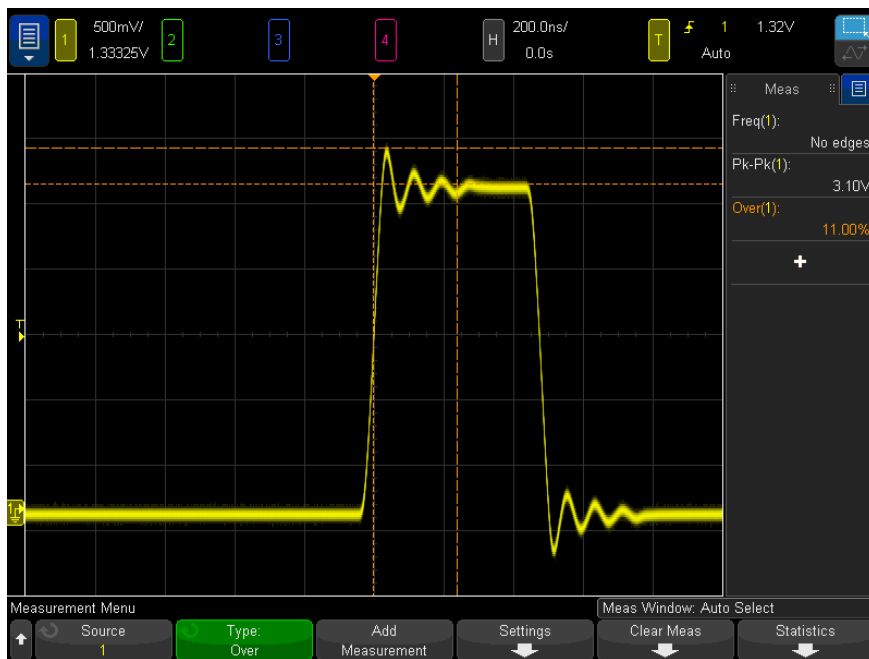 1 500mV/ 2 3 4 H 200.0ns/ T 1 1.32V
1.33325V 0.0s Auto
Meas
Freq(1):
No edges
Pk-Pk(1):
3.10V
Over(1):
11.00%
+
T
1
Measurement Menu Meas Window: Auto Select
Source Type: Add Settings Clear Meas Statistics
1 Over Measurement